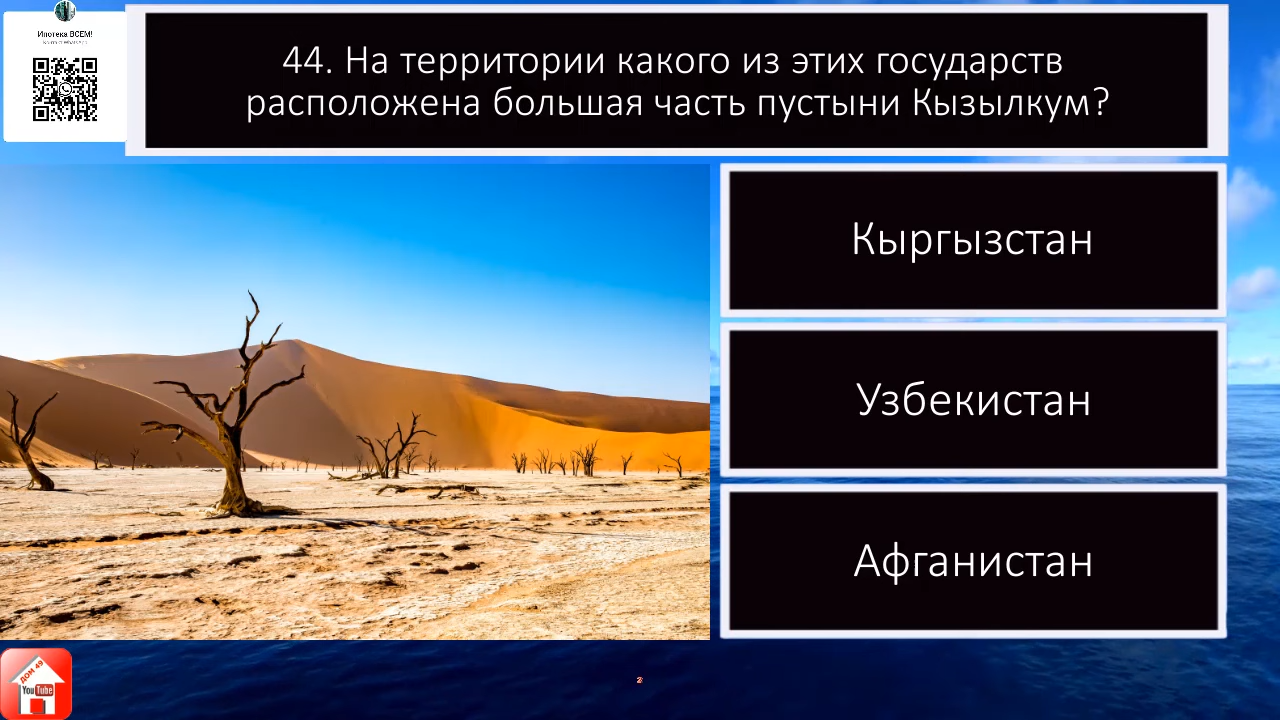 Ипотека ВСЕМ!
44. На территории какого из этих государств
расположена большая часть пустыни Кызылкум?
Кыргызстан
Узбекистан
Афганистан
ДОМ 49
YouTube